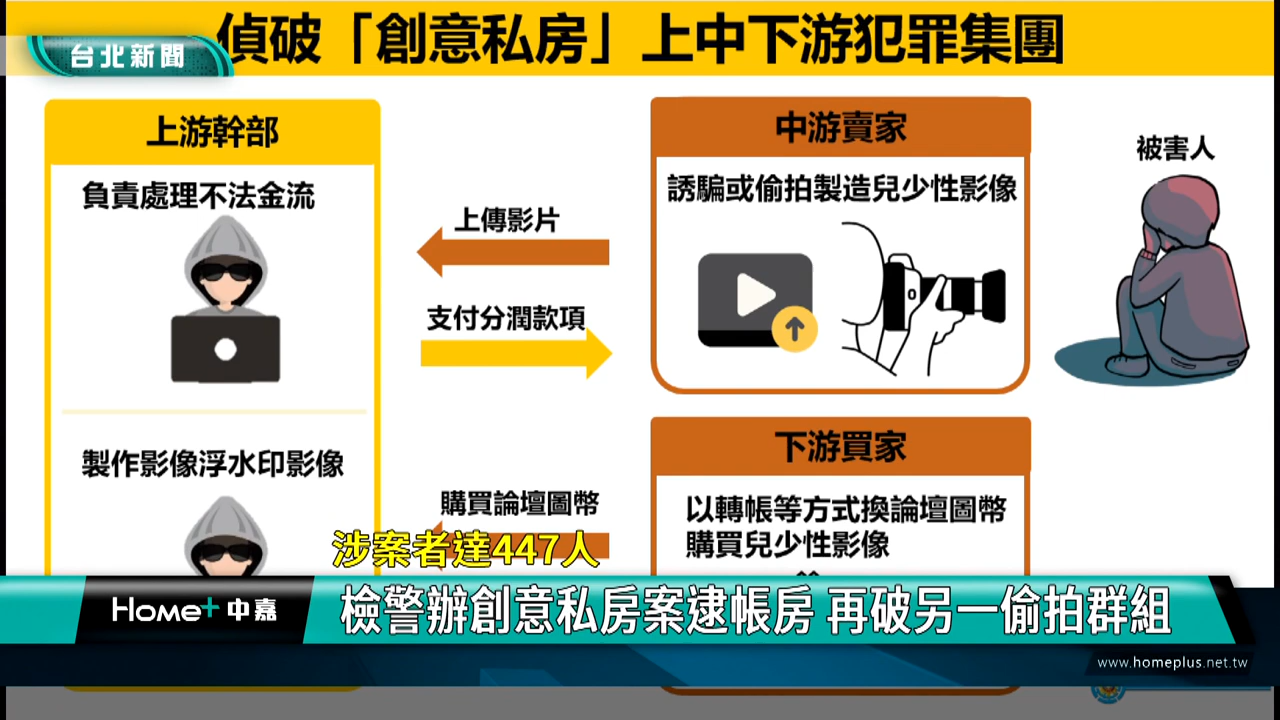 偵破「創意私房」上中下游犯罪集團
台北新聞
上游幹部
負責處理不法金流
製作影像浮水印影像
上傳影片
支付分潤款項
購買論壇圖幣
中游賣家
誘騙或偷拍製造兒少性影像
被害人
下游買家
以轉帳等方式換論壇圖幣
購買兒少性影像
涉案者達447人
Home+中嘉
檢警辦創意私房案逮帳房 再破另一偷拍群組
www.homeplus.net.tw